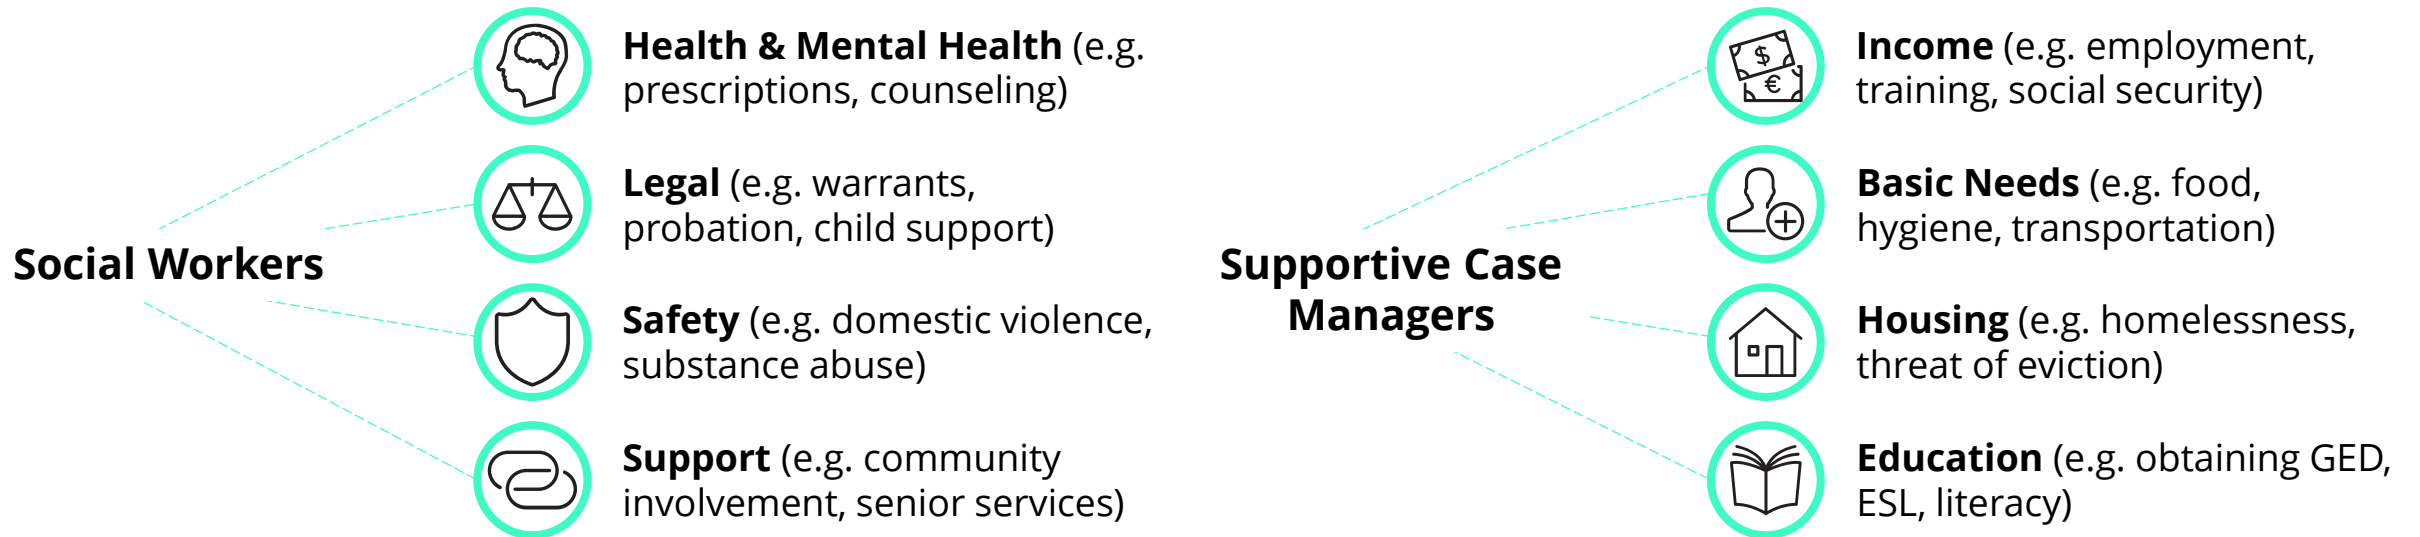 Social Workers
Health & Mental Health (e.g.
prescriptions, counseling)
Legal (e.g. warrants,
probation, child support)
Safety (e.g. domestic violence,
substance abuse)
Support (e.g. community
involvement, senior services)
Supportive Case
Managers
$
€
Income (e.g. employment,
training, social security)
Basic Needs (e.g. food,
hygiene, transportation)
Housing (e.g. homelessness,
threat of eviction)
Education (e.g. obtaining GED,
ESL, literacy)